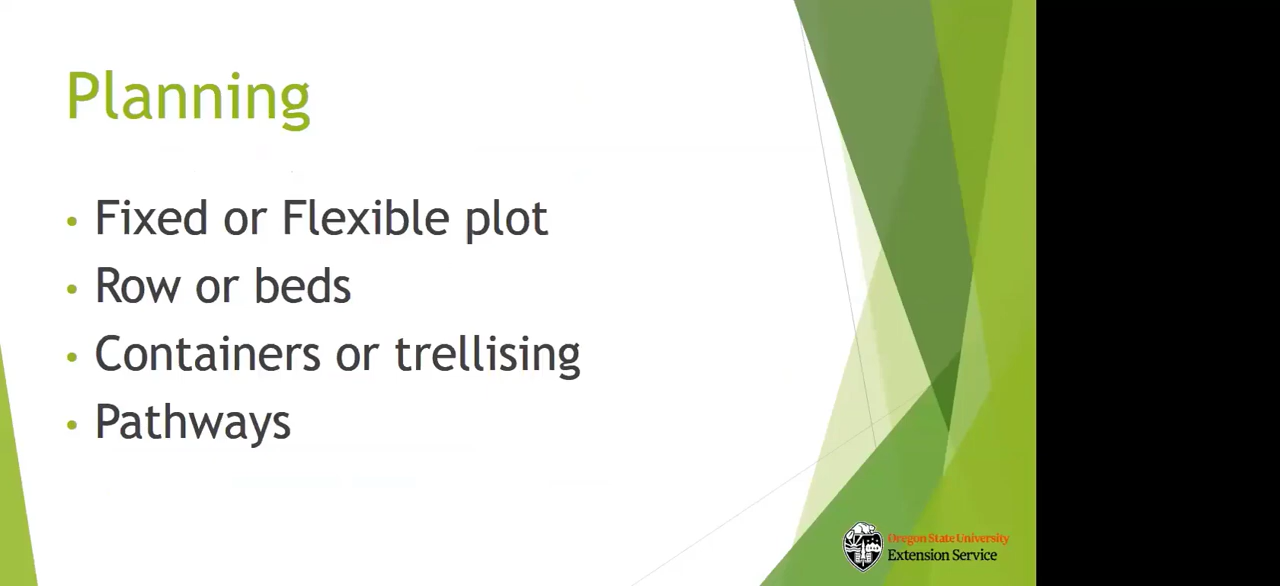 Planning
• Fixed or Flexible plot
• Row or beds
• Containers or trellising
• Pathways
Oregon State University
Extension Service